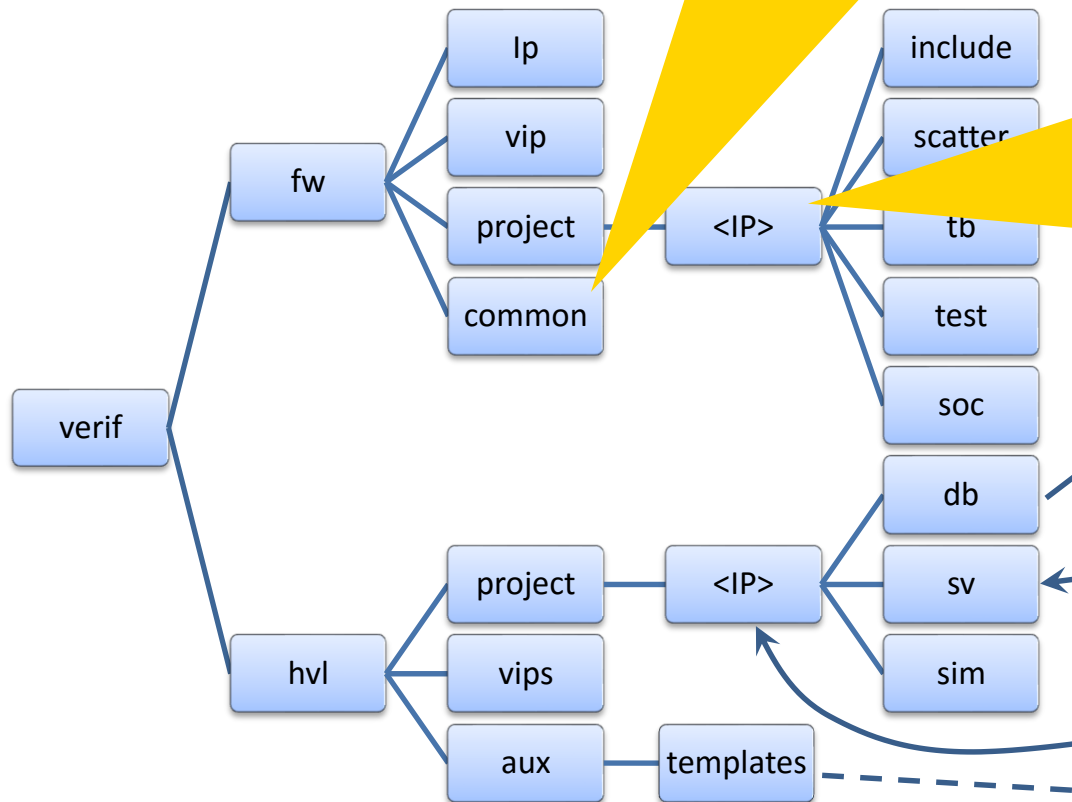 verif
fw
Ip
vip
project
common
<IP>
include
scatter
tb
test
soc
hvl
project
vips
aux
<IP>
templates
db
sv
sim